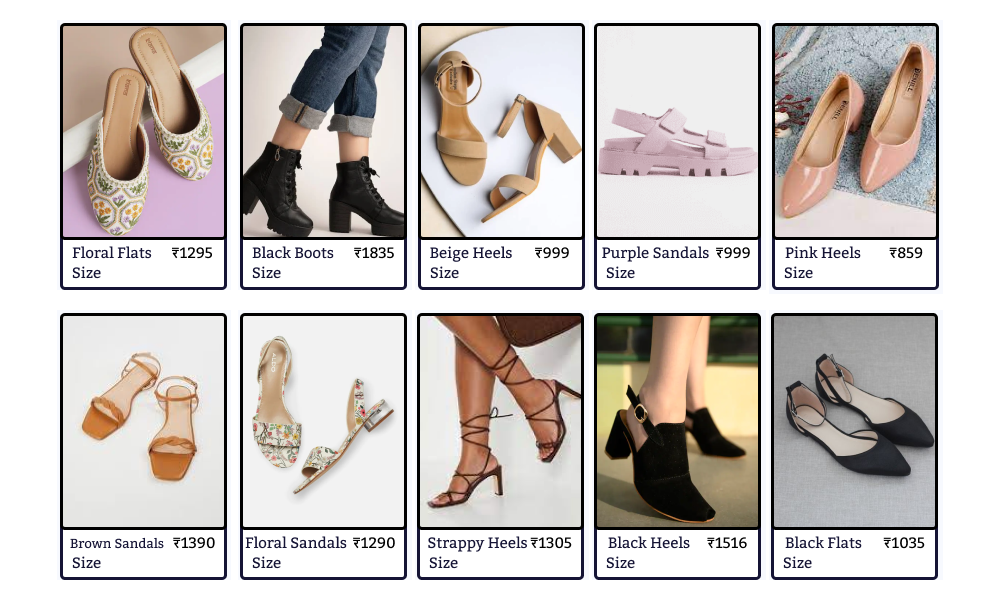 Floral Flats ₹1295
Size
Black Boots ₹1835
Size
Beige Heels ₹999
Size
Purple Sandals ₹999
Size
Pink Heels ₹859
Size
Brown Sandals ₹1390
Size
Floral Sandals ₹1290
Size
Strappy Heels ₹1305
Size
Black Heels ₹1516
Size
Black Flats ₹1035
Size